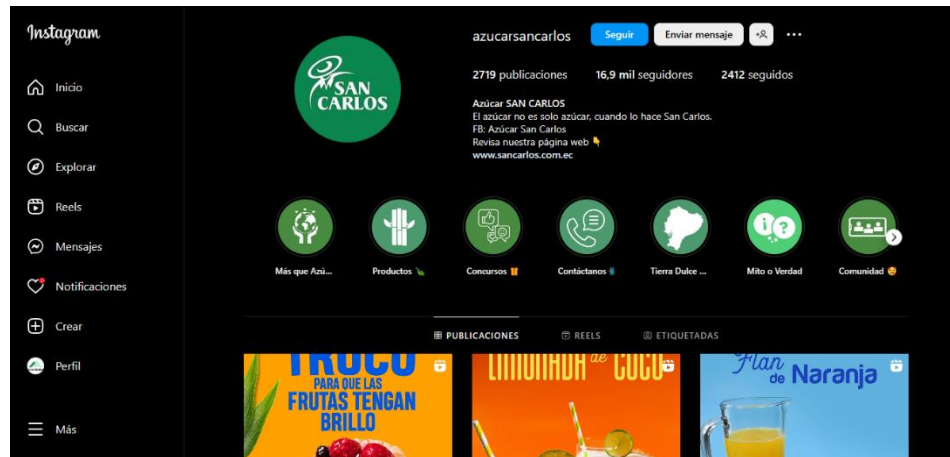 Instagram
Inicio
Buscar
Explorar
Reels
Mensajes
Notificaciones
Crear
Perfil
Más
SAN
CARLOS
azucarsancarlos Seguir Enviar mensaje
2719 publicaciones 16,9 mil seguidores 2412 seguidos
Azúcar SAN CARLOS
El azúcar no es solo azúcar, cuando lo hace San Carlos.
FB: Azúcar San Carlos
Revisa nuestra página web 👇
www.sancarlos.com.ec
Más que Azú... Productos Concursos Contáctanos Tierra Dulce ... Mito o Verdad Comunidad
PUBLICACIONES REELS ETIQUETADAS
TRUCO
PARA QUE LAS
FRUTAS TENGAN
BRILLO
LIMONADA de COCO
Flan
de Naranja